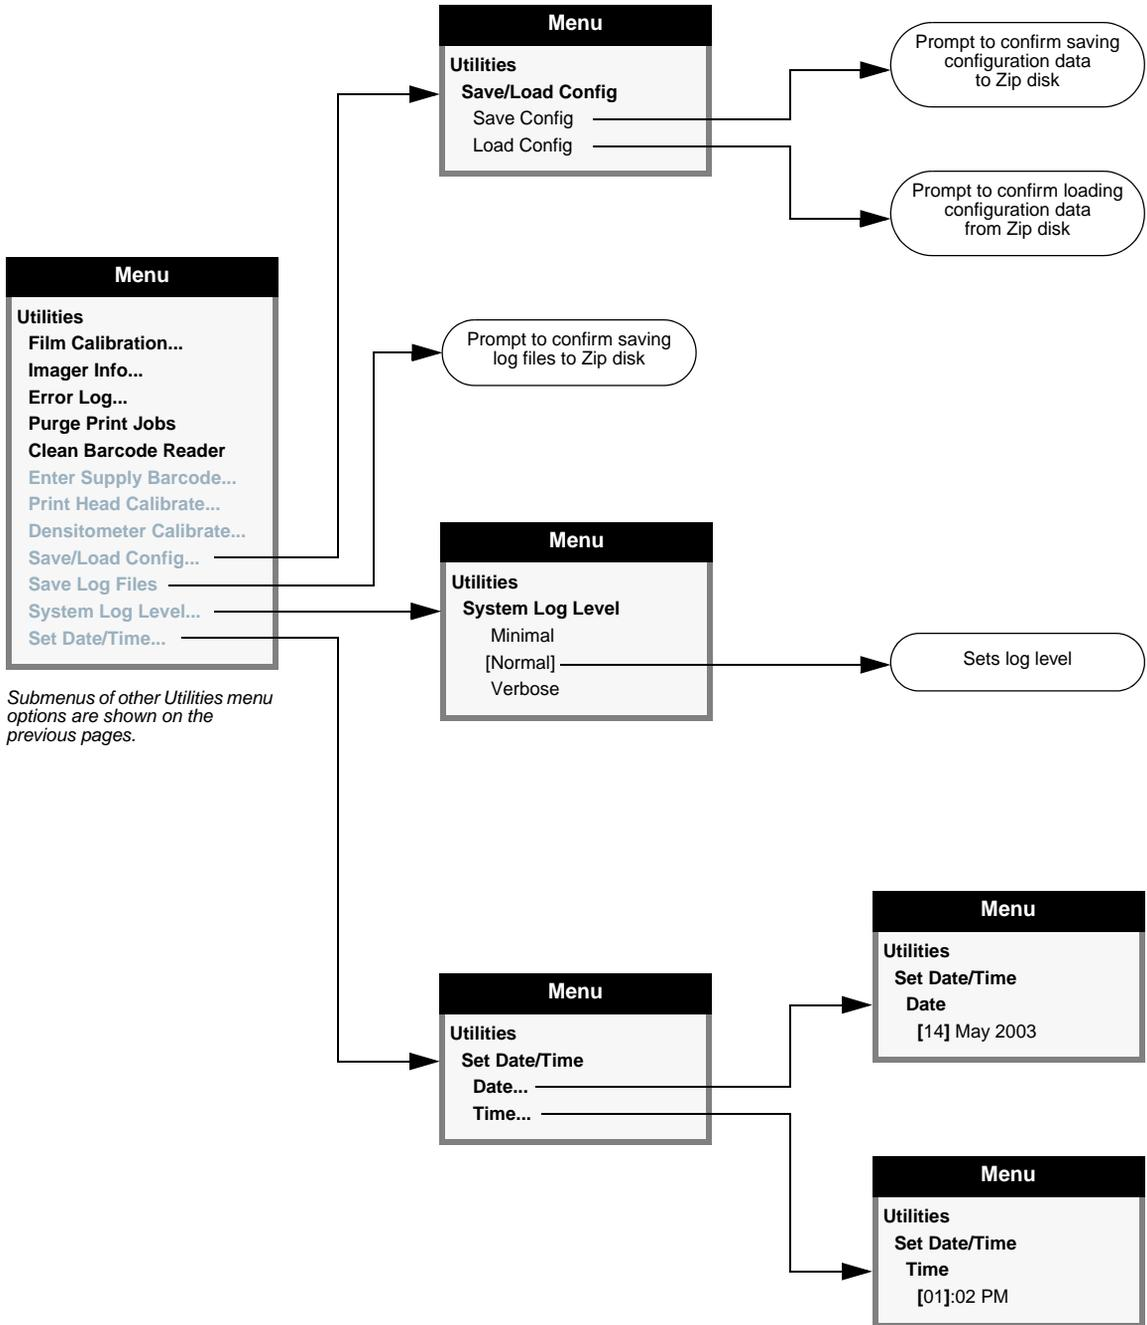 Menu
Utilities
Save/Load Config
Save Config
Load Config
Prompt to confirm saving
configuration data
to Zip disk
Prompt to confirm loading
configuration data
from Zip disk
Menu
Utilities
Film Calibration...
Imager Info...
Error Log...
Purge Print Jobs
Clean Barcode Reader
Enter Supply Barcode...
Print Head Calibrate...
Densitometer Calibrate...
Save/Load Config...
Save Log Files
System Log Level...
Set Date/Time...
Submenus of other Utilities menu
options are shown on the
previous pages.
Prompt to confirm saving
log files to Zip disk
Menu
Utilities
System Log Level
Minimal
[Normal]
Verbose
Sets log level
Menu
Utilities
Set Date/Time
Date...
Time...
Menu
Utilities
Set Date/Time
Date
[14] May 2003
Menu
Utilities
Set Date/Time
Time
[01]:02 PM